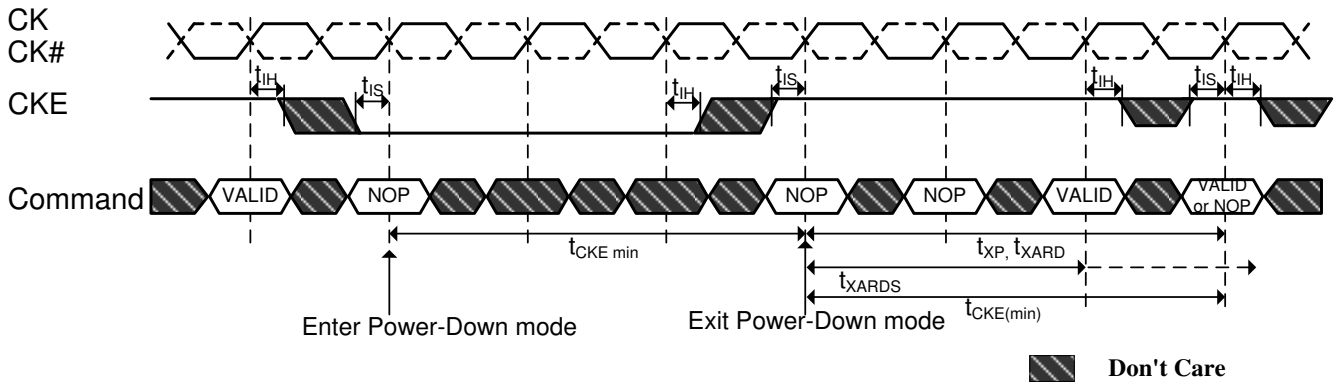 CK
CK#
tIH
tIS
tIH
tIS
tIH
tIS
tIH
CKE
Command
VALID
NOP
NOP
NOP
VALID
VALID
or NOP
tCKE min
tXP, tXARD
tXARDS
tCKE(min)
Enter Power-Down mode
Exit Power-Down mode
Don't Care